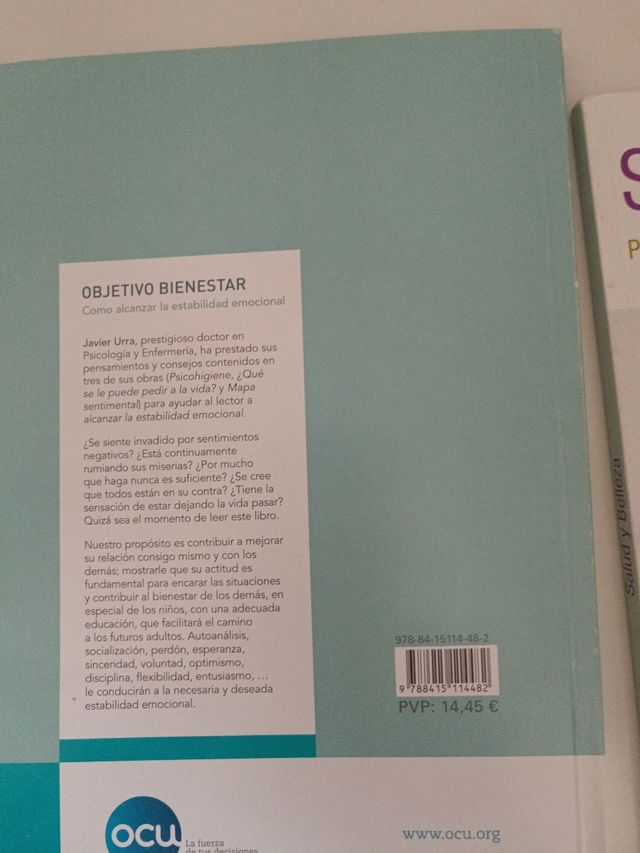 OBJETIVO BIENESTAR
Como alcanzar la estabilidad emocional
Javier Urra, prestigioso doctor en
Psicología y Enfermería, ha prestado sus
pensamientos y consejos contenidos en
tres de sus obras (Psicohigiene, ¿Qué
se le puede pedir a la vida? y Mapa
sentimental) para ayudar al lector a
alcanzar la estabilidad emocional.
¿Se siente invadido por sentimientos
negativos? ¿Está continuamente
rumiando sus miserias? ¿Por mucho
que haga nunca es suficiente? ¿Se cree
que todos están en su contra? ¿Tiene la
sensación de estar dejando la vida pasar?
Quizá sea el momento de leer este libro.
Nuestro propósito es contribuir a mejorar
su relación consigo mismo y con los
demás; mostrarle que su actitud es
fundamental para encarar las situaciones
y contribuir al bienestar de los demás, en
especial de los niños, con una adecuada
educación, que facilitará el camino
a los futuros adultos. Autoanálisis,
socialización, perdón, esperanza,
sinceridad, voluntad, optimismo,
disciplina, flexibilidad, entusiasmo, ...
le conducirán a la necesaria y deseada
estabilidad emocional.
978-84-15114-48-2
9 788415 114482
PVP: 14,45 €
ocu
La fuerza
de tus decisiones
www.ocu.org
S
P
Salud y Belleza